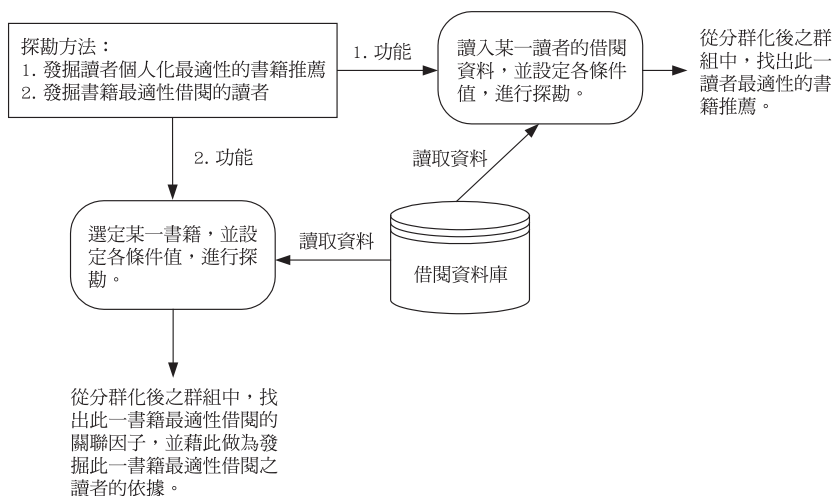 探勘方法：
1. 發掘讀者個人化最適性的書籍推薦
2. 發掘書籍最適性借閱的讀者
1. 功能
讀入某一讀者的借閱
資料，並設定各條件
值，進行探勘。
從分群化後之群
組中，找出此一
讀者最適性的書
籍推薦。
2. 功能
讀取資料
選定某一書籍，並設
定各條件值，進行探
勘。
讀取資料
借閱資料庫
從分群化後之群組中，找
出此一書籍最適性借閱的
關聯因子，並藉此做為發
掘此一書籍最適性借閱之
讀者的依據。